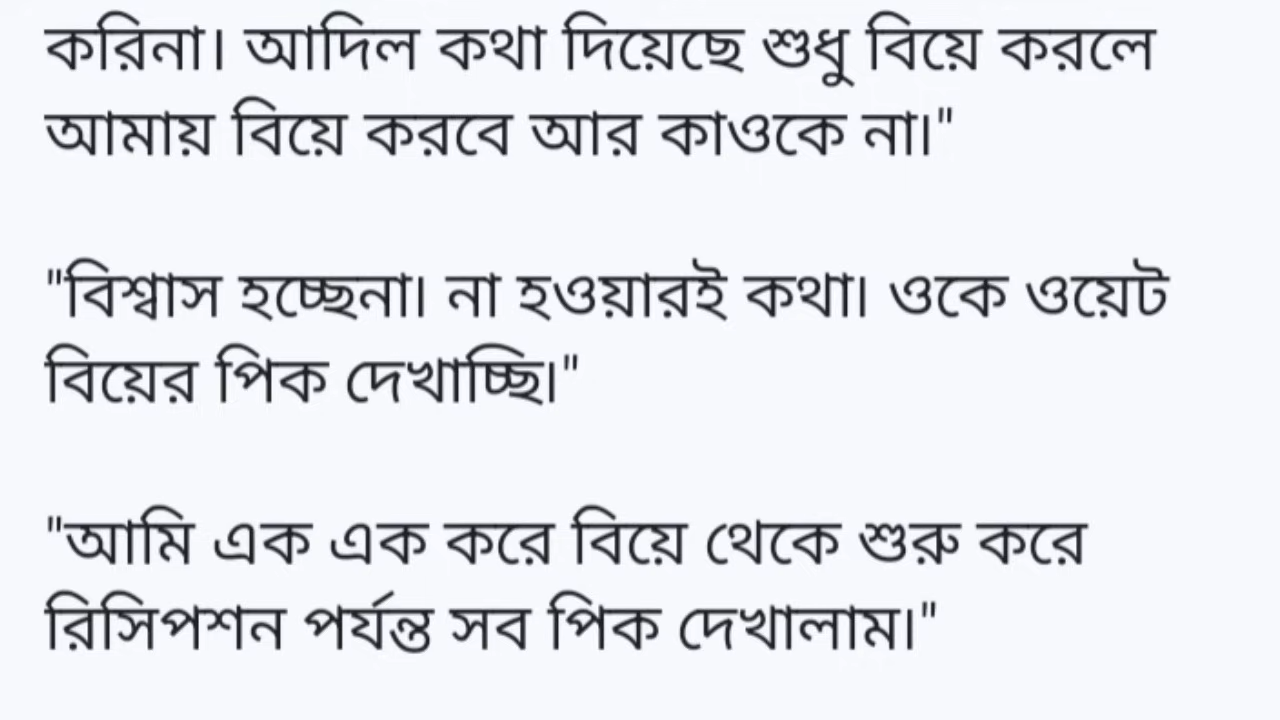 করিনা। আদিল কথা দিয়েছে শুধু বিয়ে করলে
আমায় বিয়ে করবে আর কাওকে না।"
"বিশ্বাস হচ্ছেনা। না হওয়ারই কথা। ওকে ওয়েট
বিয়ের পিক দেখাচ্ছি।"
"আমি এক এক করে বিয়ে থেকে শুরু করে
রিসিপশন পর্যন্ত সব পিক দেখালাম।"